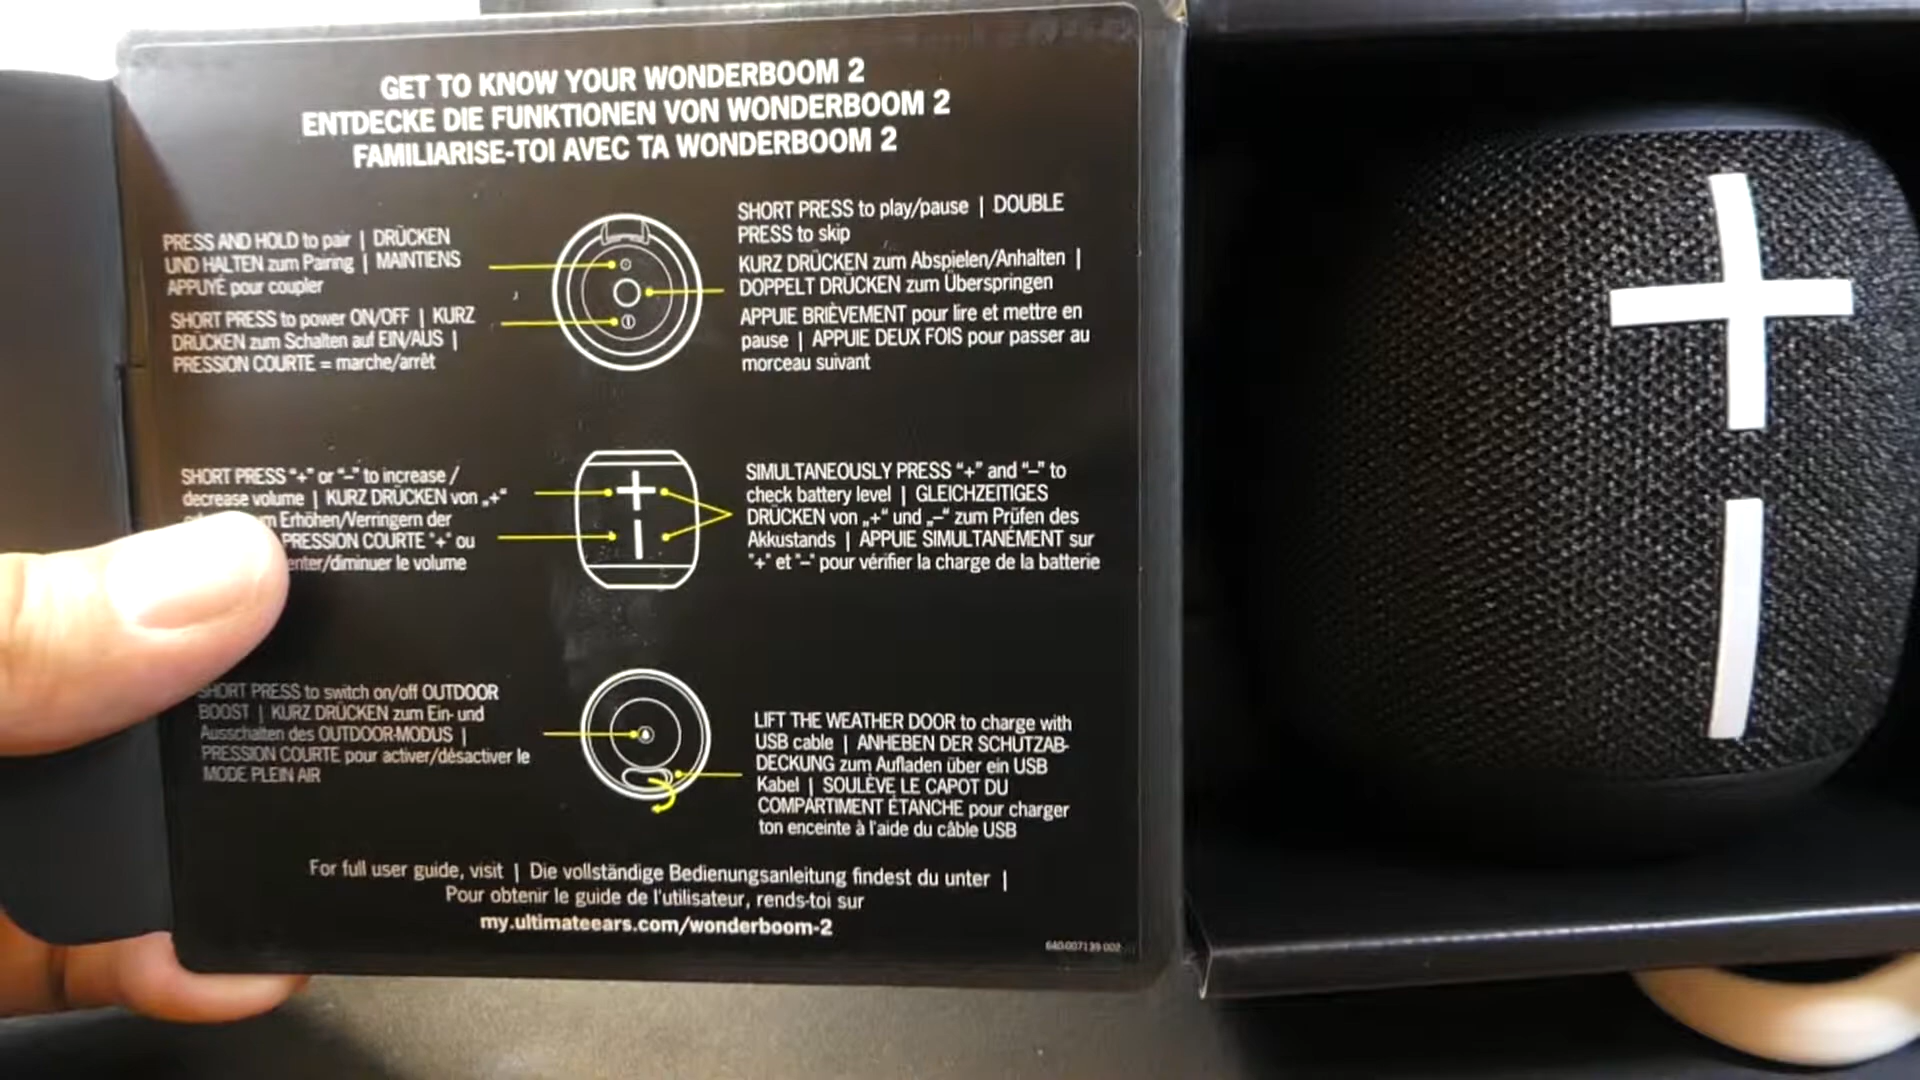 GET TO KNOW YOUR WONDERBOOM 2
ENTDECKE DIE FUNKTIONEN VON WONDERBOOM 2
FAMILIARISE-TOI AVEC TA WONDERBOOM 2
PRESS AND HOLD to pair | DRÜCKEN
UND HALTEN zum Pairing | MAINTIENS
APPUYÉ pour coupler
SHORT PRESS to power ON/OFF | KURZ
DRÜCKEN zum Schalten auf EIN/AUS |
PRESSION COURTE = marche/arrêt
SHORT PRESS to play/pause | DOUBLE
PRESS to skip
KURZ DRÜCKEN zum Abspielen/Anhalten |
DOPPELT DRÜCKEN zum Überspringen
APPUIE BRIÈVEMENT pour lire et mettre en
pause | APPUIE DEUX FOIS pour passer au
morceau suivant
SHORT PRESS "+" or "–" to increase /
decrease volume | KURZ DRÜCKEN von „+"
Erhöhen/Verringern der
PRESSION COURTE "+" ou
/diminuer le volume
SIMULTANEOUSLY PRESS "+" and "–" to
check battery level | GLEICHZEITIGES
DRÜCKEN von „+" und „–" zum Prüfen des
Akkustands | APPUIE SIMULTANÉMENT sur
"+" et "–" pour vérifier la charge de la batterie
SHORT PRESS to switch on/off OUTDOOR
BOOST | KURZ DRÜCKEN zum Ein- und
Ausschalten des OUTDOOR-MODUS |
PRESSION COURTE pour activer/désactiver le
MODE PLEIN AIR
LIFT THE WEATHER DOOR to charge with
USB cable | ANHEBEN DER SCHUTZAB-
DECKUNG zum Aufladen über ein USB
Kabel | SOULÈVE LE CAPOT DU
COMPARTIMENT ÉTANCHE pour charger
ton enceinte à l'aide du câble USB
For full user guide, visit | Die vollständige Bedienungsanleitung findest du unter |
Pour obtenir le guide de l'utilisateur, rends-toi sur
my.ultimateears.com/wonderboom-2
640-007139 002